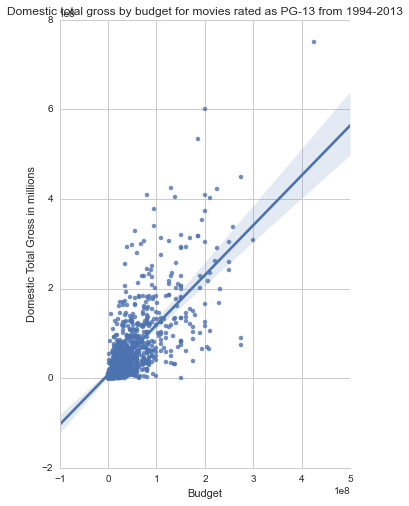 1e8
Domestic total gross by budget for movies rated as PG-13 from 1994-2013
8
6
4
2
0
−2
Domestic Total Gross in millions
−1
0
1
2
3
4
5
1e8
Budget